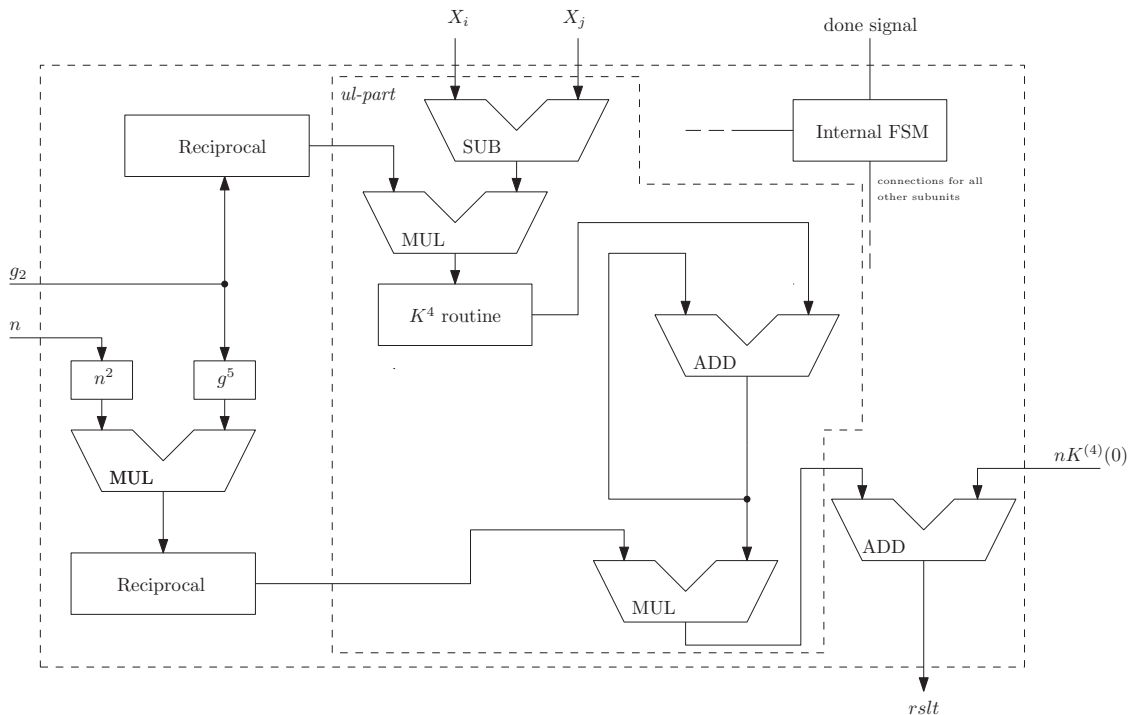 X_i
X_j
done signal
ul-part
Internal FSM
Reciprocal
SUB
connections for all
other subunits
MUL
g_2
K^4 routine
n
ADD
n^2
g^5
nK^{(4)}(0)
MUL
ADD
Reciprocal
MUL
rslt